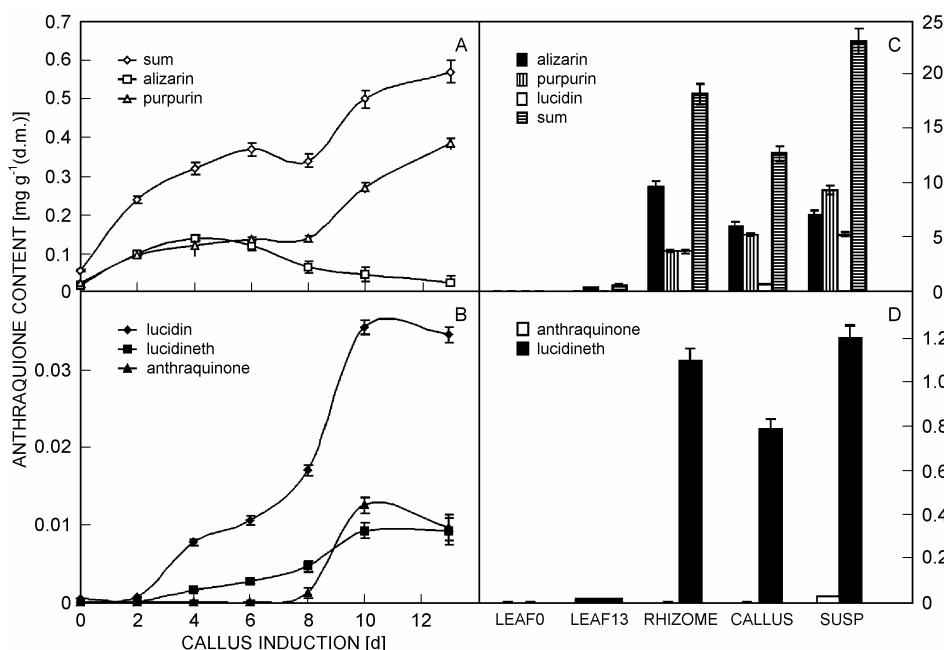 ANTHRAQUIONE CONTENT [mg g-1(d.m.)]
0.7
0.6
0.5
0.4
0.3
0.2
0.1
0
A
sum
alizarin
purpurin
C
alizarin
purpurin
lucidin
sum
25
20
15
10
5
0
B
lucidin
lucidineth
anthraquinone
0.03
0.02
0.01
0
D
anthraquinone
lucidineth
1.2
1.0
0.8
0.6
0.4
0.2
0
0 2 4 6 8 10 12
CALLUS INDUCTION [d]
LEAF0 LEAF13 RHIZOME CALLUS SUSP